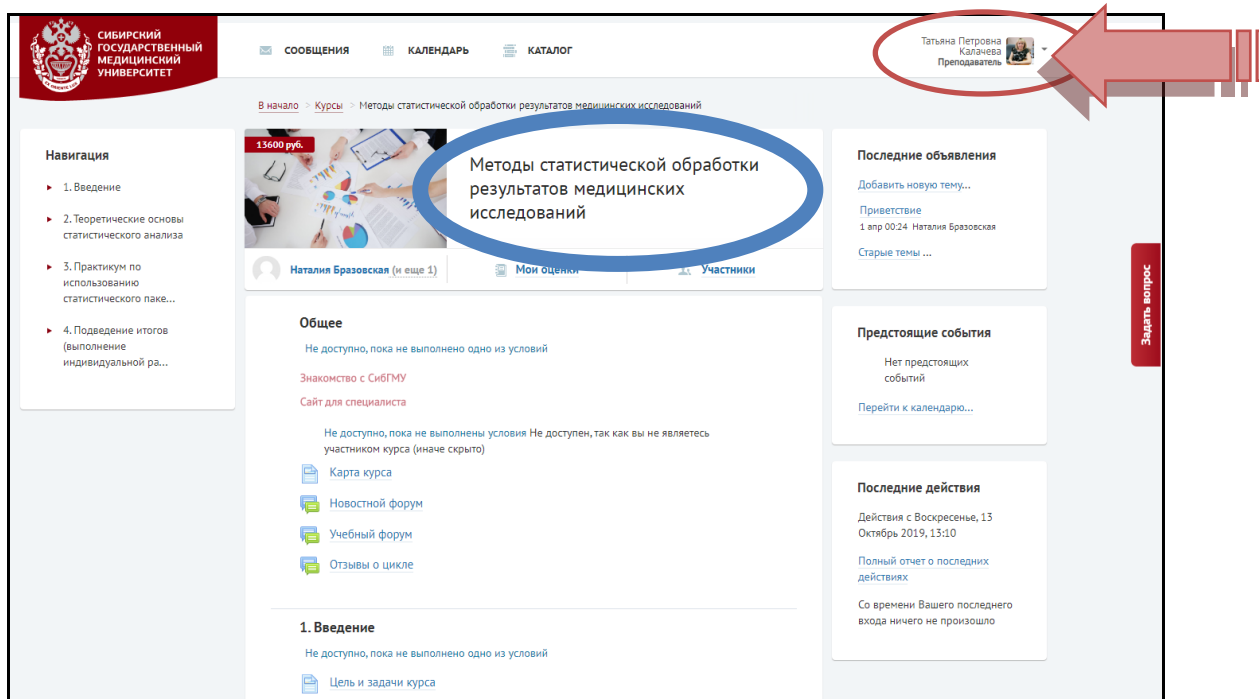 СИБИРСКИЙ
ГОСУДАРСТВЕННЫЙ
МЕДИЦИНСКИЙ
УНИВЕРСИТЕТ
СООБЩЕНИЯ
КАЛЕНДАРЬ
КАТАЛОГ
Татьяна Петровна
Калачева
Преподаватель
В начало > Курсы > Методы статистической обработки результатов медицинских исследований
Навигация
1. Введение
2. Теоретические основы
статистического анализа
3. Практикум по
использованию
статистического паке...
4. Подведение итогов
(выполнение
индивидуальной ра...
13600 руб.
Методы статистической обработки
результатов медицинских
исследований
Наталия Бразовская (и еще 1)
Мои оценки
Участники
Общее
Не доступно, пока не выполнено одно из условий
Знакомство с СибГМУ
Сайт для специалиста
Не доступно, пока не выполнены условия Не доступен, так как вы не являетесь
участником курса (иначе скрыто)
Карта курса
Новостной форум
Учебный форум
Отзывы о цикле
1. Введение
Не доступно, пока не выполнено одно из условий
Цель и задачи курса
Последние объявления
Добавить новую тему...
Приветствие
1 апр 00:24 Наталия Бразовская
Старые темы ...
Предстоящие события
Нет предстоящих
событий
Перейти к календарю...
Последние действия
Действия с Воскресенье, 13
Октябрь 2019, 13:10
Полный отчет о последних
действиях
Со времени Вашего последнего
входа ничего не произошло
Задать вопрос